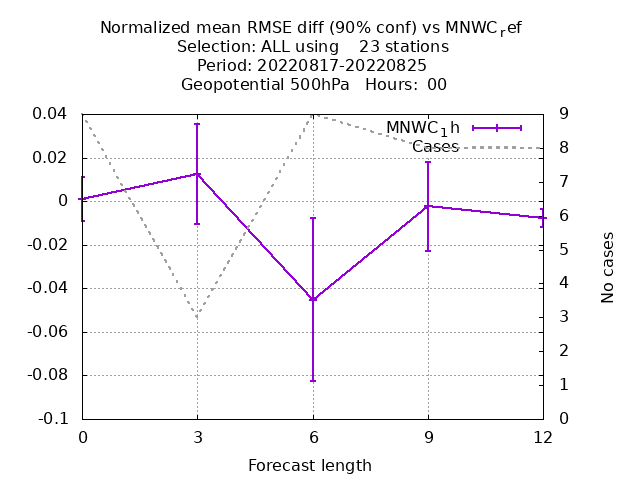 Normalized mean RMSE diff (90% conf) vs MNWC_ref
Selection: ALL using    23 stations
Period: 20220817-20220825
Geopotential 500hPa   Hours:  00
MNWC_1h
Cases
0.04
0.02
0
-0.02
-0.04
-0.06
-0.08
-0.1
9
8
7
6
5
4
3
2
1
0
No cases
0 3 6 9 12
Forecast length